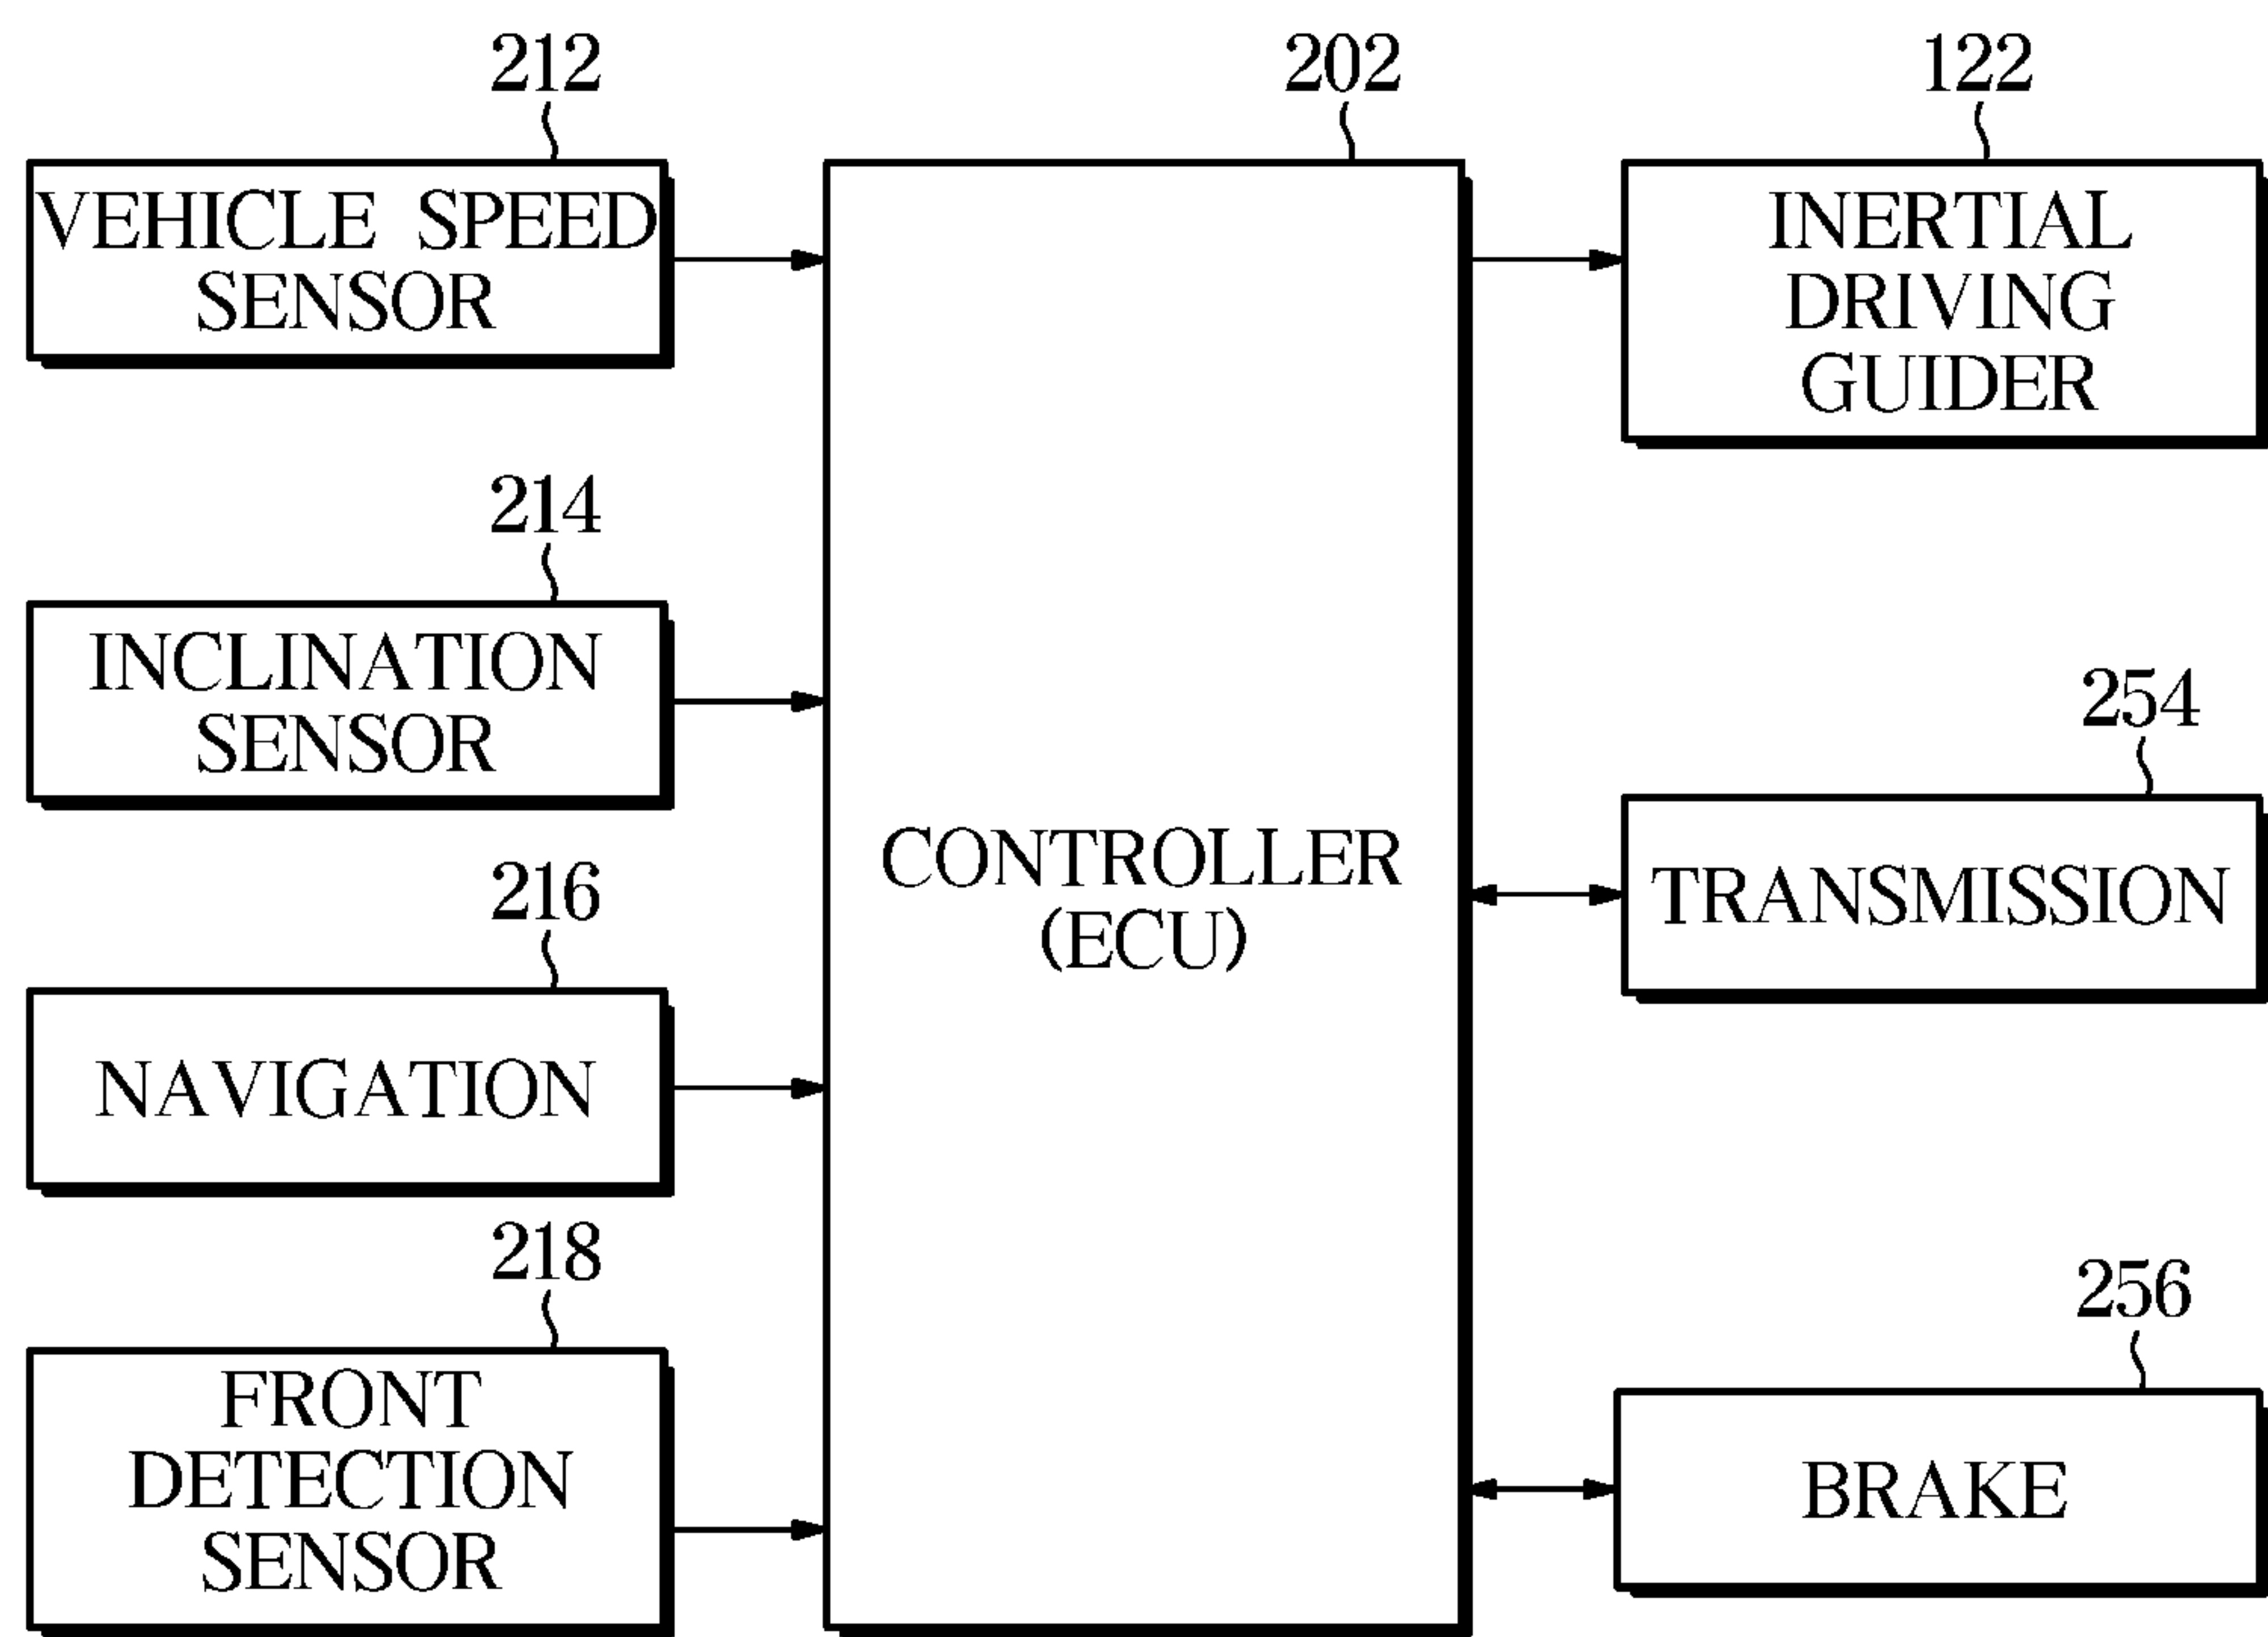 212
VEHICLE SPEED
SENSOR
214
INCLINATION
SENSOR
216
NAVIGATION
218
FRONT
DETECTION
SENSOR
202
CONTROLLER
(ECU)
122
INERTIAL
DRIVING
GUIDER
254
TRANSMISSION
256
BRAKE